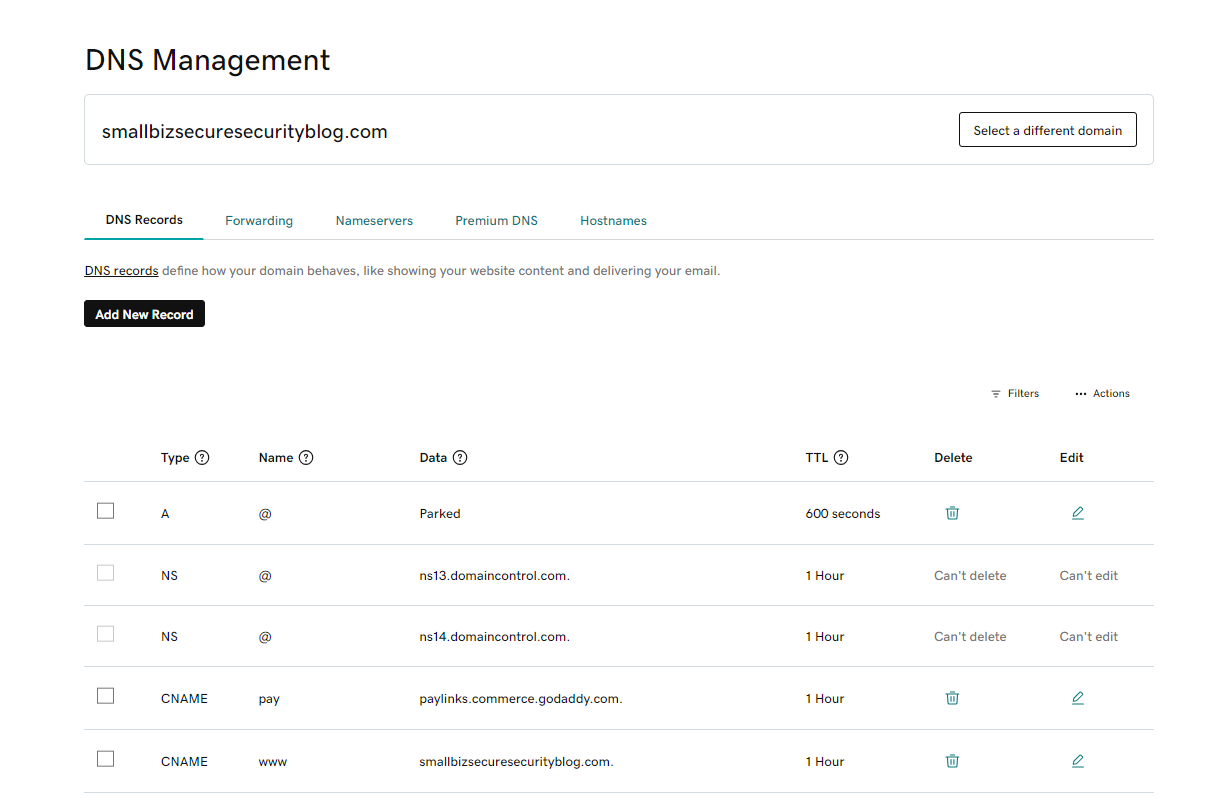 DNS Management
smallbizsecuresecurityblog.com Select a different domain
DNS Records Forwarding Nameservers Premium DNS Hostnames
DNS records define how your domain behaves, like showing your website content and delivering your email.
Add New Record
Filters ••• Actions
Type ? Name ? Data ? TTL ? Delete Edit
A @ Parked 600 seconds
NS @ ns13.domaincontrol.com. 1 Hour Can't delete Can't edit
NS @ ns14.domaincontrol.com. 1 Hour Can't delete Can't edit
CNAME pay paylinks.commerce.godaddy.com. 1 Hour
CNAME www smallbizsecuresecurityblog.com. 1 Hour